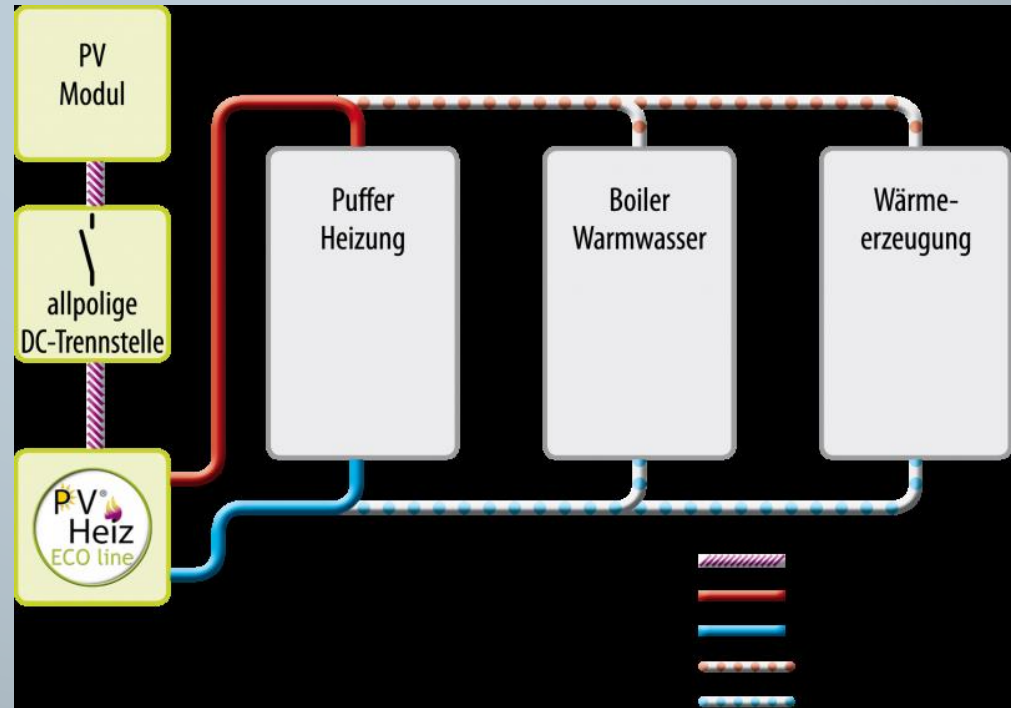 PV
Modul
allpolige
DC-Trennstelle
PV®
Heiz
ECO line
Puffer
Heizung
Boiler
Warmwasser
Wärme-
erzeugung